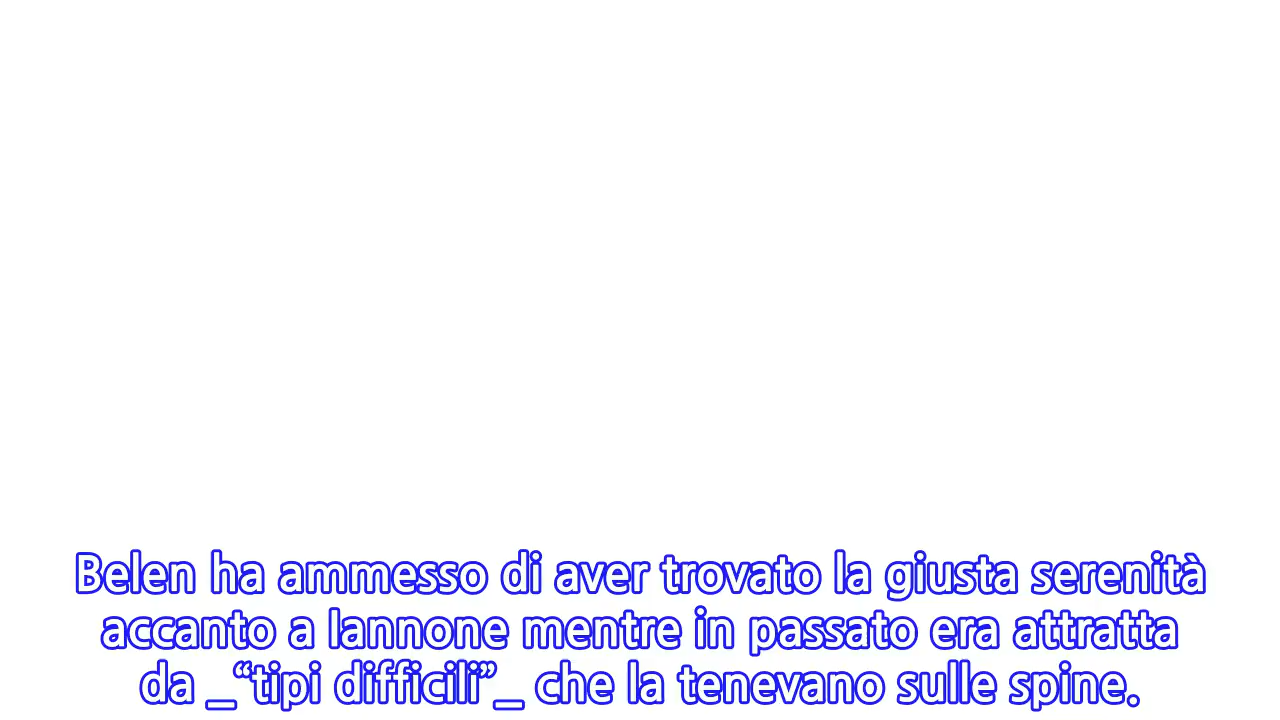 Belen ha ammesso di aver trovato la giusta serenità
accanto a Iannone mentre in passato era attratta
da _“tipi difficili”_ che la tenevano sulle spine.